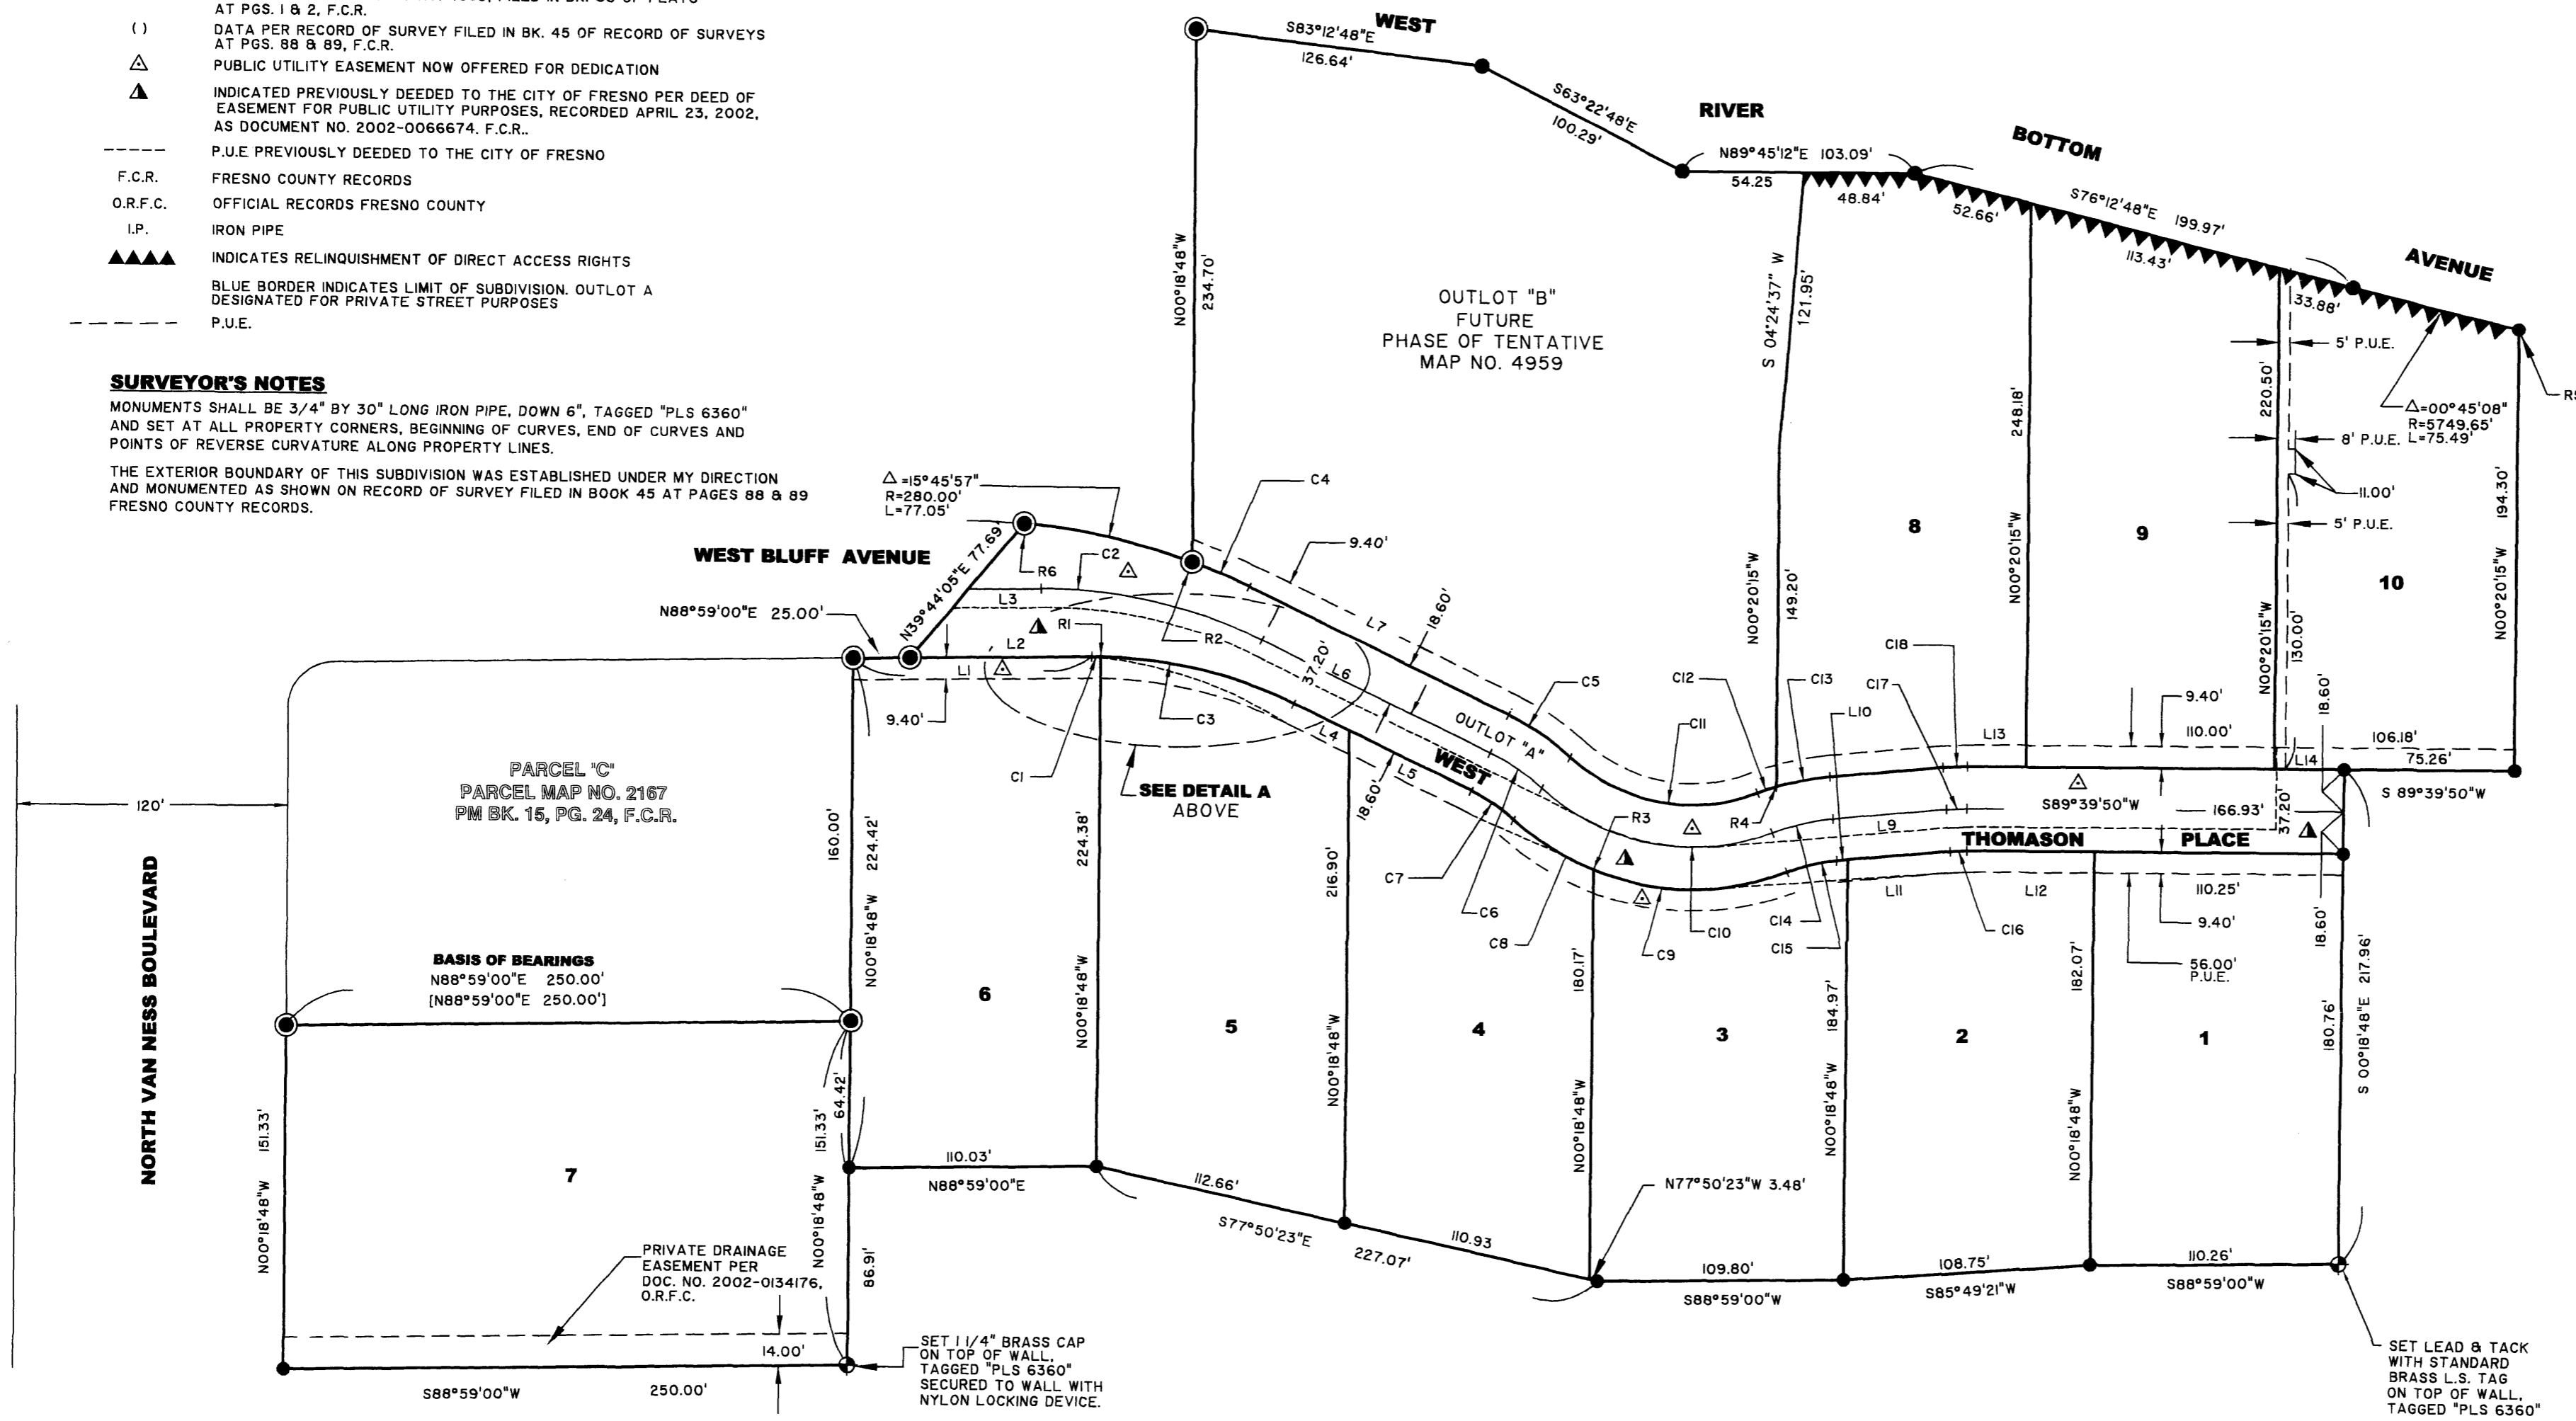 AT PGS. 1 & 2, F.C.R.
( ) DATA PER RECORD OF SURVEY FILED IN BK. 45 OF RECORD OF SURVEYS
AT PGS. 88 & 89, F.C.R.
PUBLIC UTILITY EASEMENT NOW OFFERED FOR DEDICATION
INDICATED PREVIOUSLY DEEDED TO THE CITY OF FRESNO PER DEED OF
EASEMENT FOR PUBLIC UTILITY PURPOSES, RECORDED APRIL 23, 2002,
AS DOCUMENT NO. 2002-0066674. F.C.R..
P.U.E PREVIOUSLY DEEDED TO THE CITY OF FRESNO
F.C.R. FRESNO COUNTY RECORDS
O.R.F.C. OFFICIAL RECORDS FRESNO COUNTY
I.P. IRON PIPE
INDICATES RELINQUISHMENT OF DIRECT ACCESS RIGHTS
BLUE BORDER INDICATES LIMIT OF SUBDIVISION. OUTLOT A
DESIGNATED FOR PRIVATE STREET PURPOSES
P.U.E.
SURVEYOR'S NOTES
MONUMENTS SHALL BE 3/4" BY 30" LONG IRON PIPE, DOWN 6", TAGGED "PLS 6360"
AND SET AT ALL PROPERTY CORNERS, BEGINNING OF CURVES, END OF CURVES AND
POINTS OF REVERSE CURVATURE ALONG PROPERTY LINES.
THE EXTERIOR BOUNDARY OF THIS SUBDIVISION WAS ESTABLISHED UNDER MY DIRECTION
AND MONUMENTED AS SHOWN ON RECORD OF SURVEY FILED IN BOOK 45 AT PAGES 88 & 89
FRESNO COUNTY RECORDS.
WEST
RIVER
BOTTOM
AVENUE
S83°12'48"E
126.64'
S63°22'48"E
100.29'
N89°45'12"E 103.09'
54.25
48.84'
52.66'
S76°12'48"E 199.97'
113.43'
33.88'
N00°18'48"W
234.70'
OUTLOT "B"
FUTURE
PHASE OF TENTATIVE
MAP NO. 4959
S 04°24'37" W
121.95'
N00°20'15"W
149.20'
248.18'
N00°20'15"W
220.50'
N00°20'15"W
130.00'
5' P.U.E.
Δ=00°45'08"
R=5749.65'
L=75.49'
8' P.U.E.
11.00'
5' P.U.E.
194.30'
N00°20'15"W
8
9
10
Δ =15°45'57"
R=280.00'
L=77.05'
C4
9.40'
WEST BLUFF AVENUE
N39°44'05"E 77.69'
R6
C2
N88°59'00"E 25.00'
L3
R1
L2
L1
R2
L7
18.60'
37.20'
L6
C5
C12
C13
C18
C17
C11
L10
L13
9.40'
110.00'
18.60'
106.18'
L14
75.26'
S 89°39'50"W
9.40'
C3
L4
L5
OUTLOT "A"
WEST
THOMASON
PLACE
S89°39'50"W
166.93'
37.20'
C1
SEE DETAIL A
ABOVE
18.60'
R3
R4
L9
C7
C6
C8
C9
C10
C14
C15
L11
L12
C16
110.25'
9.40'
56.00'
P.U.E.
18.60'
PARCEL "C"
PARCEL MAP NO. 2167
PM BK. 15, PG. 24, F.C.R.
120'
NORTH VAN NESS BOULEVARD
BASIS OF BEARINGS
N88°59'00"E 250.00'
[N88°59'00"E 250.00']
160.00'
224.42'
N00°18'48"W
224.38'
N00°18'48"W
216.90'
N00°18'48"W
180.17'
N00°18'48"W
184.97'
N00°18'48"W
182.07'
N00°18'48"W
180.76'
S 00°18'48"E 217.96'
6
5
4
3
2
1
7
151.33'
N00°18'48"W
64.42'
151.33'
N00°18'48"W
86.91'
110.03'
N88°59'00"E
112.66'
S77°50'23"E
227.07'
110.93
N77°50'23"W 3.48'
109.80'
S88°59'00"W
108.75'
S85°49'21"W
110.26'
S88°59'00"W
PRIVATE DRAINAGE
EASEMENT PER
DOC. NO. 2002-0134176,
O.R.F.C.
14.00'
S88°59'00"W 250.00'
SET 1 1/4" BRASS CAP
ON TOP OF WALL,
TAGGED "PLS 6360"
SECURED TO WALL WITH
NYLON LOCKING DEVICE.
SET LEAD & TACK
WITH STANDARD
BRASS L.S. TAG
ON TOP OF WALL,
TAGGED "PLS 6360"